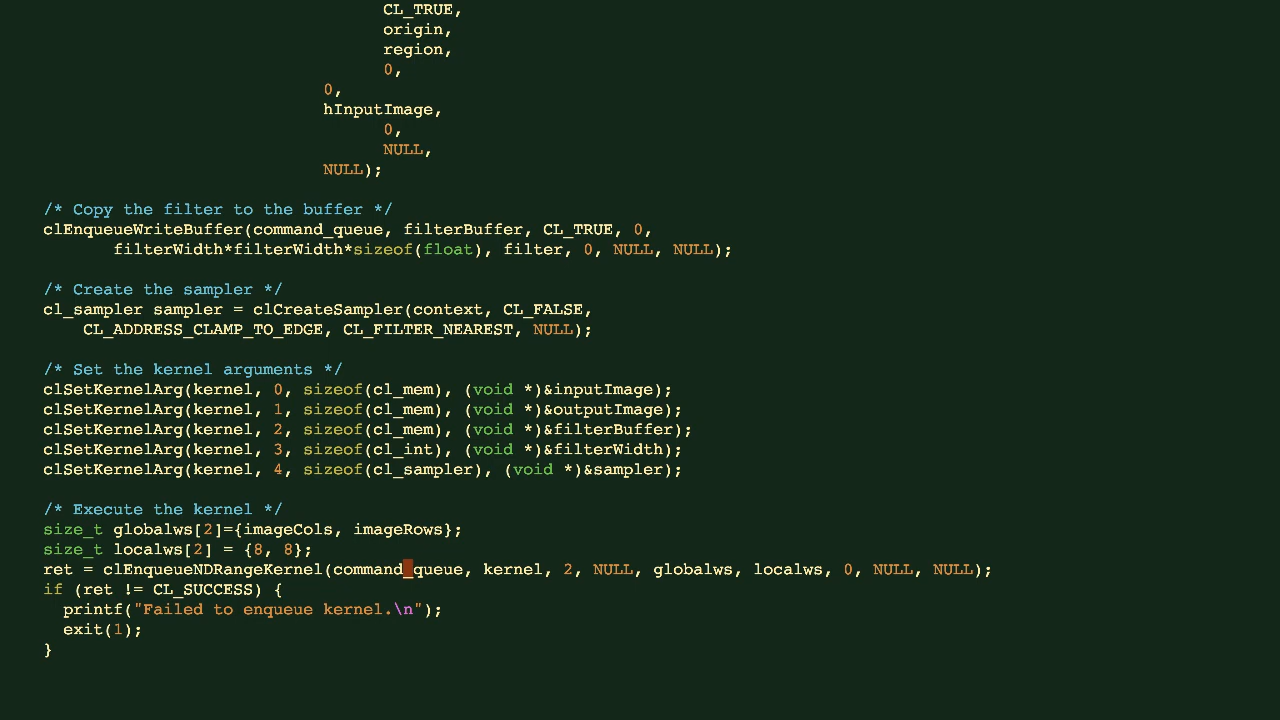 CL_TRUE,
origin,
region,
0,
0,
hInputImage,
0,
NULL,
NULL);
/* Copy the filter to the buffer */
clEnqueueWriteBuffer(command_queue, filterBuffer, CL_TRUE, 0,
filterWidth*filterWidth*sizeof(float), filter, 0, NULL, NULL);
/* Create the sampler */
cl_sampler sampler = clCreateSampler(context, CL_FALSE,
CL_ADDRESS_CLAMP_TO_EDGE, CL_FILTER_NEAREST, NULL);
/* Set the kernel arguments */
clSetKernelArg(kernel, 0, sizeof(cl_mem), (void *)&inputImage);
clSetKernelArg(kernel, 1, sizeof(cl_mem), (void *)&outputImage);
clSetKernelArg(kernel, 2, sizeof(cl_mem), (void *)&filterBuffer);
clSetKernelArg(kernel, 3, sizeof(cl_int), (void *)&filterWidth);
clSetKernelArg(kernel, 4, sizeof(cl_sampler), (void *)&sampler);
/* Execute the kernel */
size_t globalws[2]={imageCols, imageRows};
size_t localws[2] = {8, 8};
ret = clEnqueueNDRangeKernel(command_queue, kernel, 2, NULL, globalws, localws, 0, NULL, NULL);
if (ret != CL_SUCCESS) {
printf("Failed to enqueue kernel.\n");
exit(1);
}